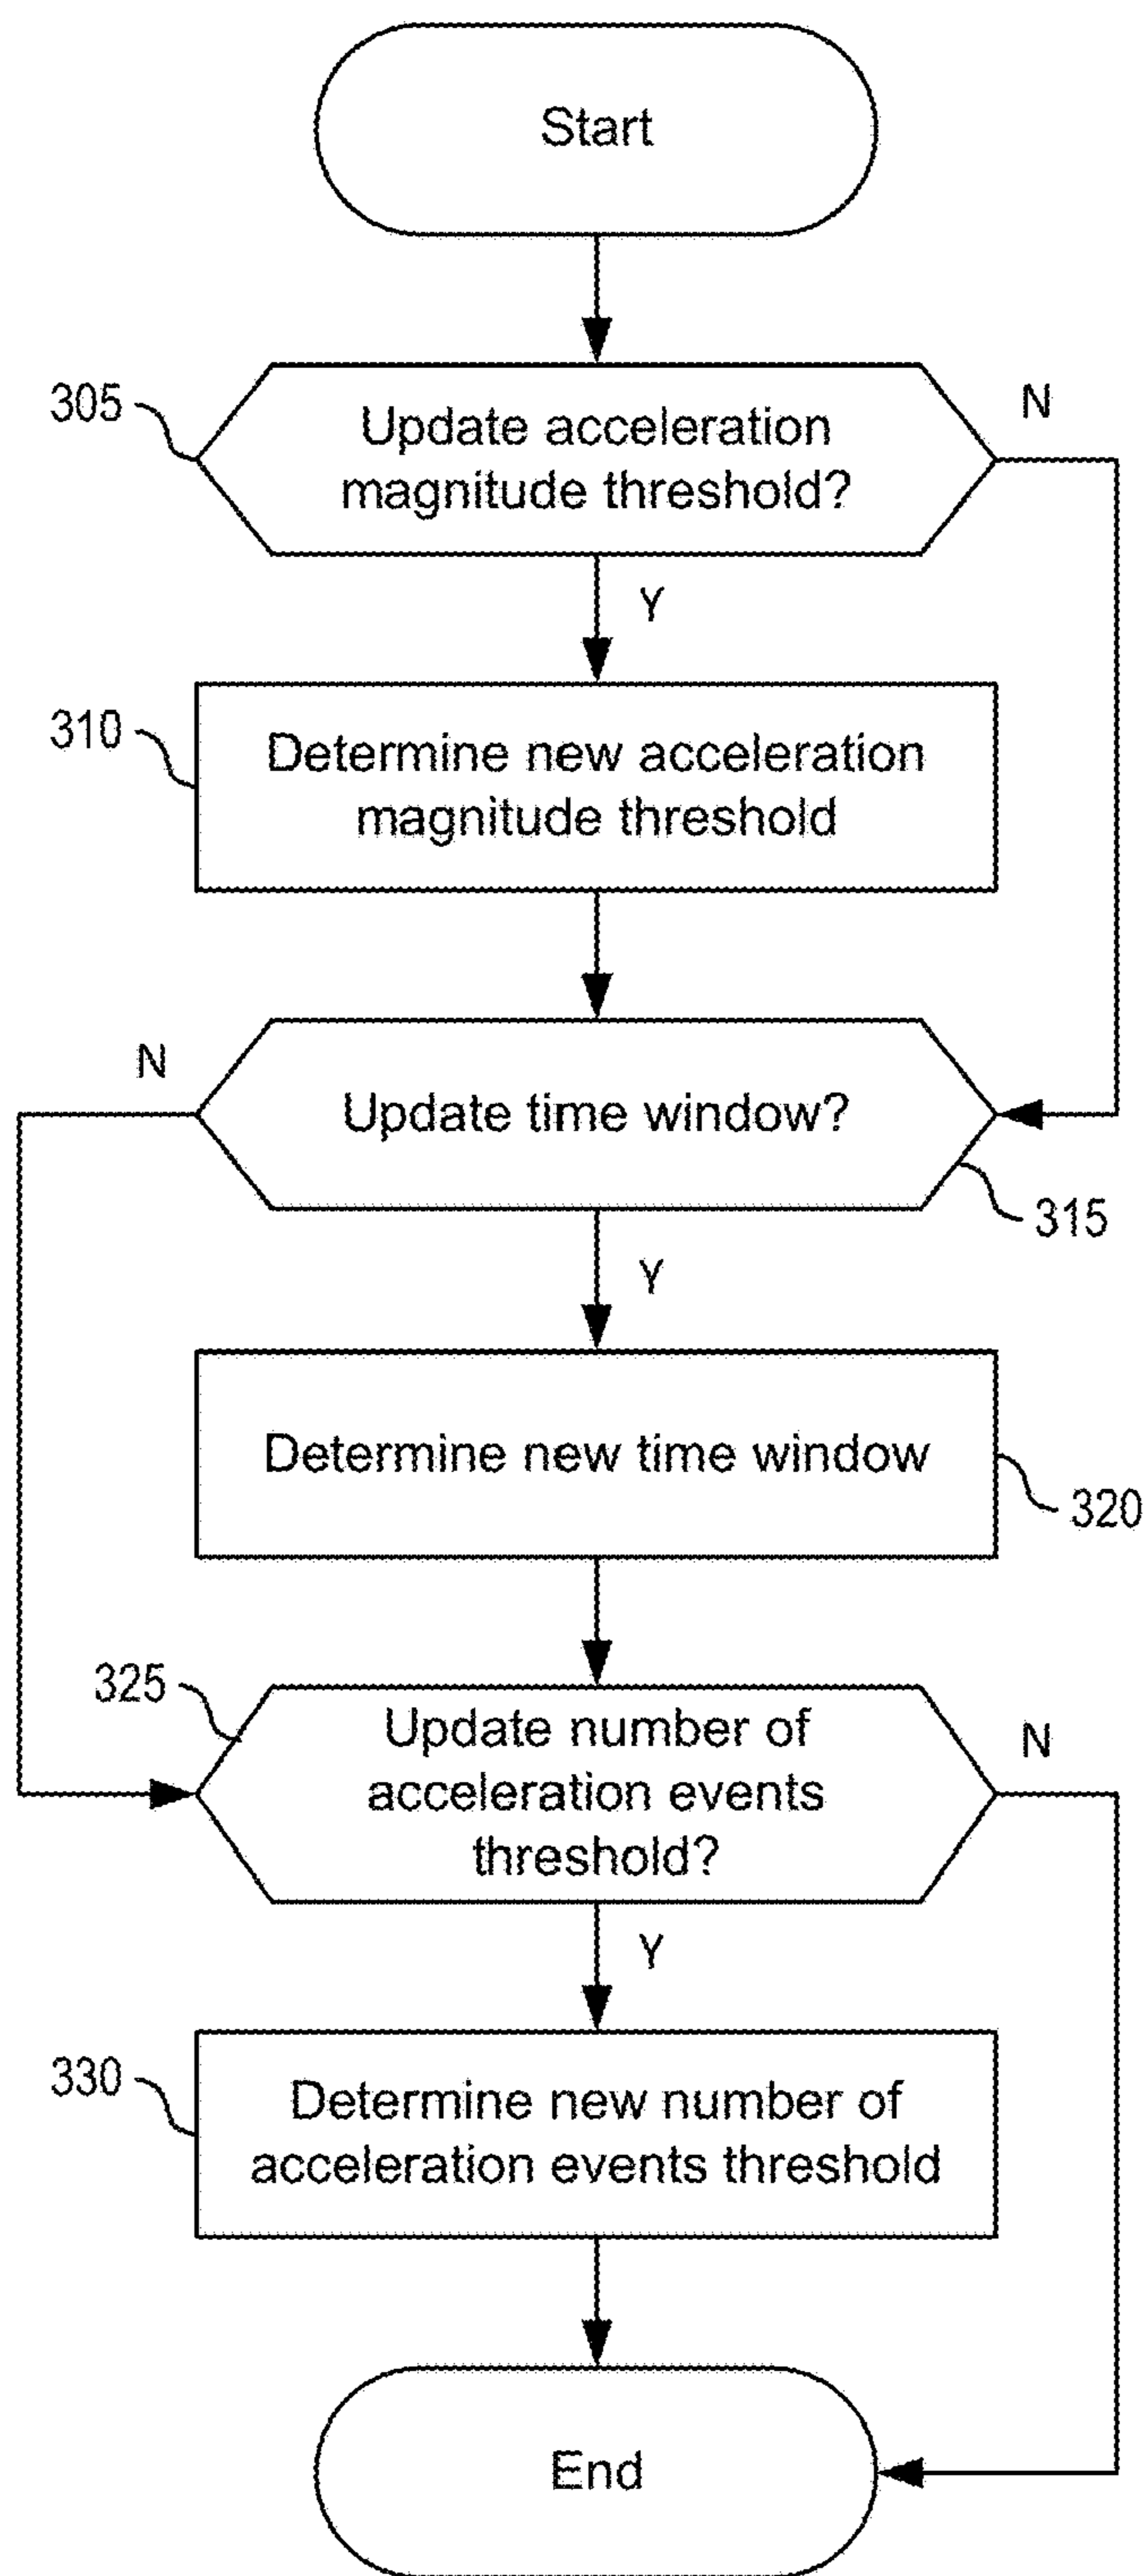 Start
305
Update acceleration
magnitude threshold?
N
Y
310
Determine new acceleration
magnitude threshold
N
Update time window?
315
Y
Determine new time window
320
325
Update number of
acceleration events
threshold?
N
Y
330
Determine new number of
acceleration events threshold
End